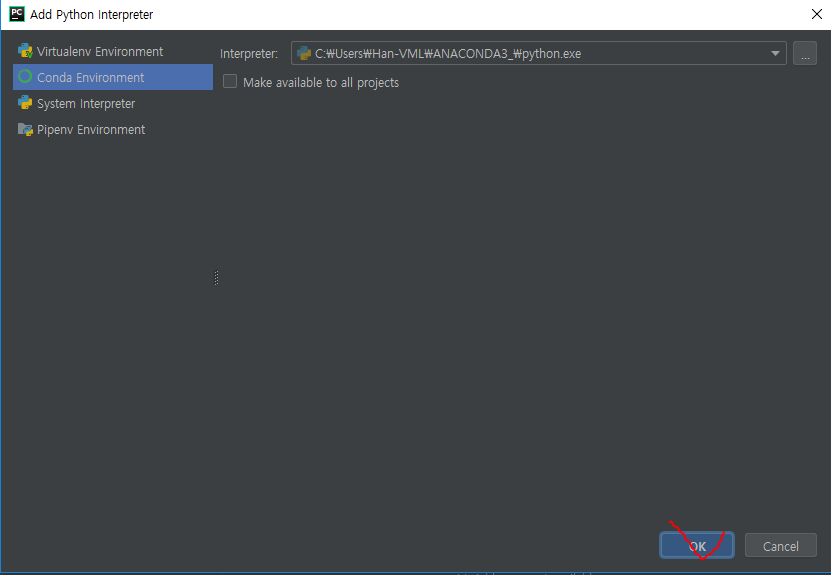 PC Add Python Interpreter
Virtualenv Environment
Interpreter: C:₩Users₩Han-VML₩ANACONDA3_₩python.exe ...
Conda Environment
Make available to all projects
System Interpreter
Pipenv Environment
OK Cancel